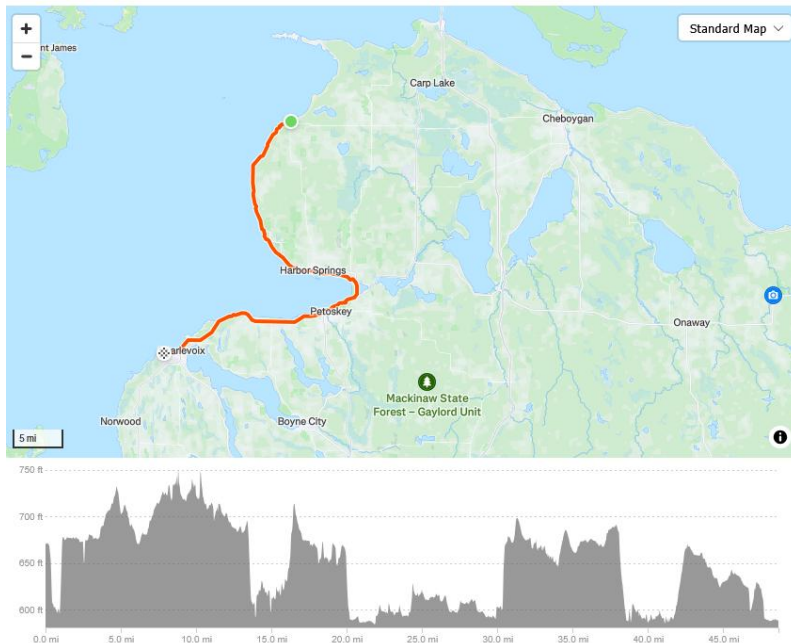 +
Standard Map
−
nt James
Carp Lake
Cheboygan
Harbor Springs
Petoskey
Onaway
arlevoix
Mackinaw State
Forest – Gaylord Unit
Norwood
Boyne City
5 mi
750 ft
700 ft
650 ft
600 ft
0.0 mi 5.0 mi 10.0 mi 15.0 mi 20.0 mi 25.0 mi 30.0 mi 35.0 mi 40.0 mi 45.0 mi